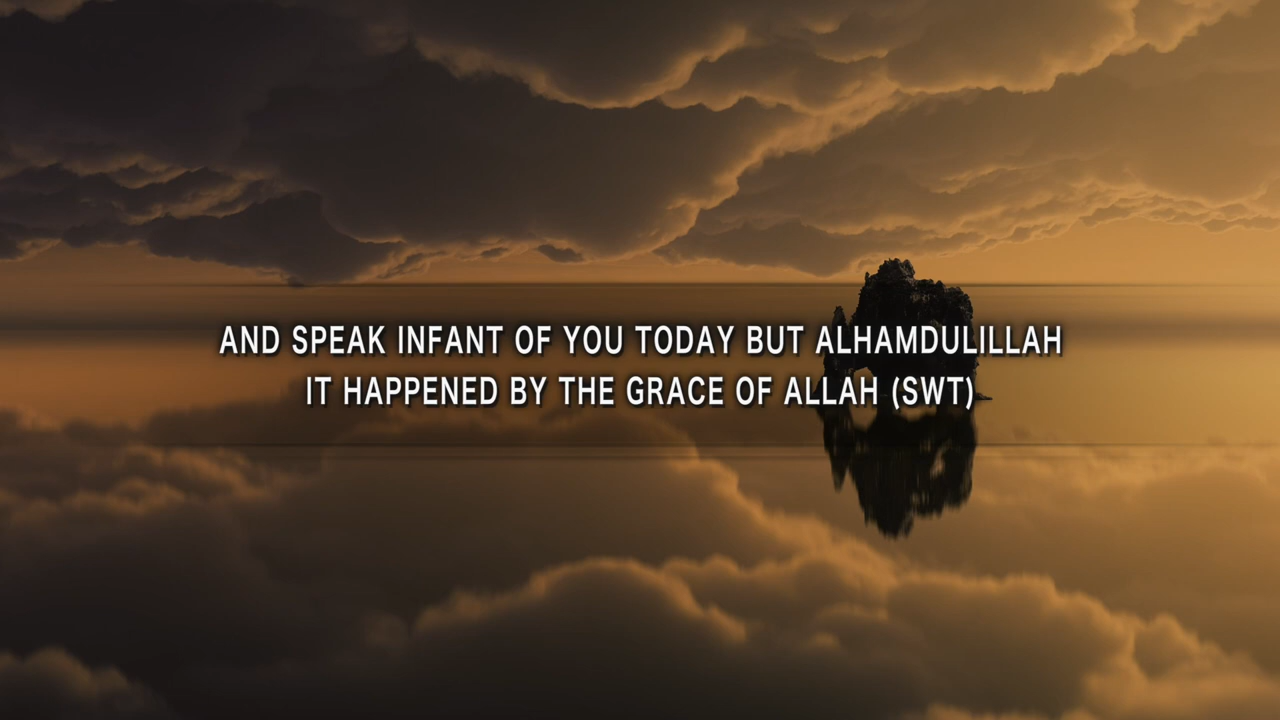 AND SPEAK INFANT OF YOU TODAY BUT ALHAMDULILLAH
IT HAPPENED BY THE GRACE OF ALLAH (SWT)